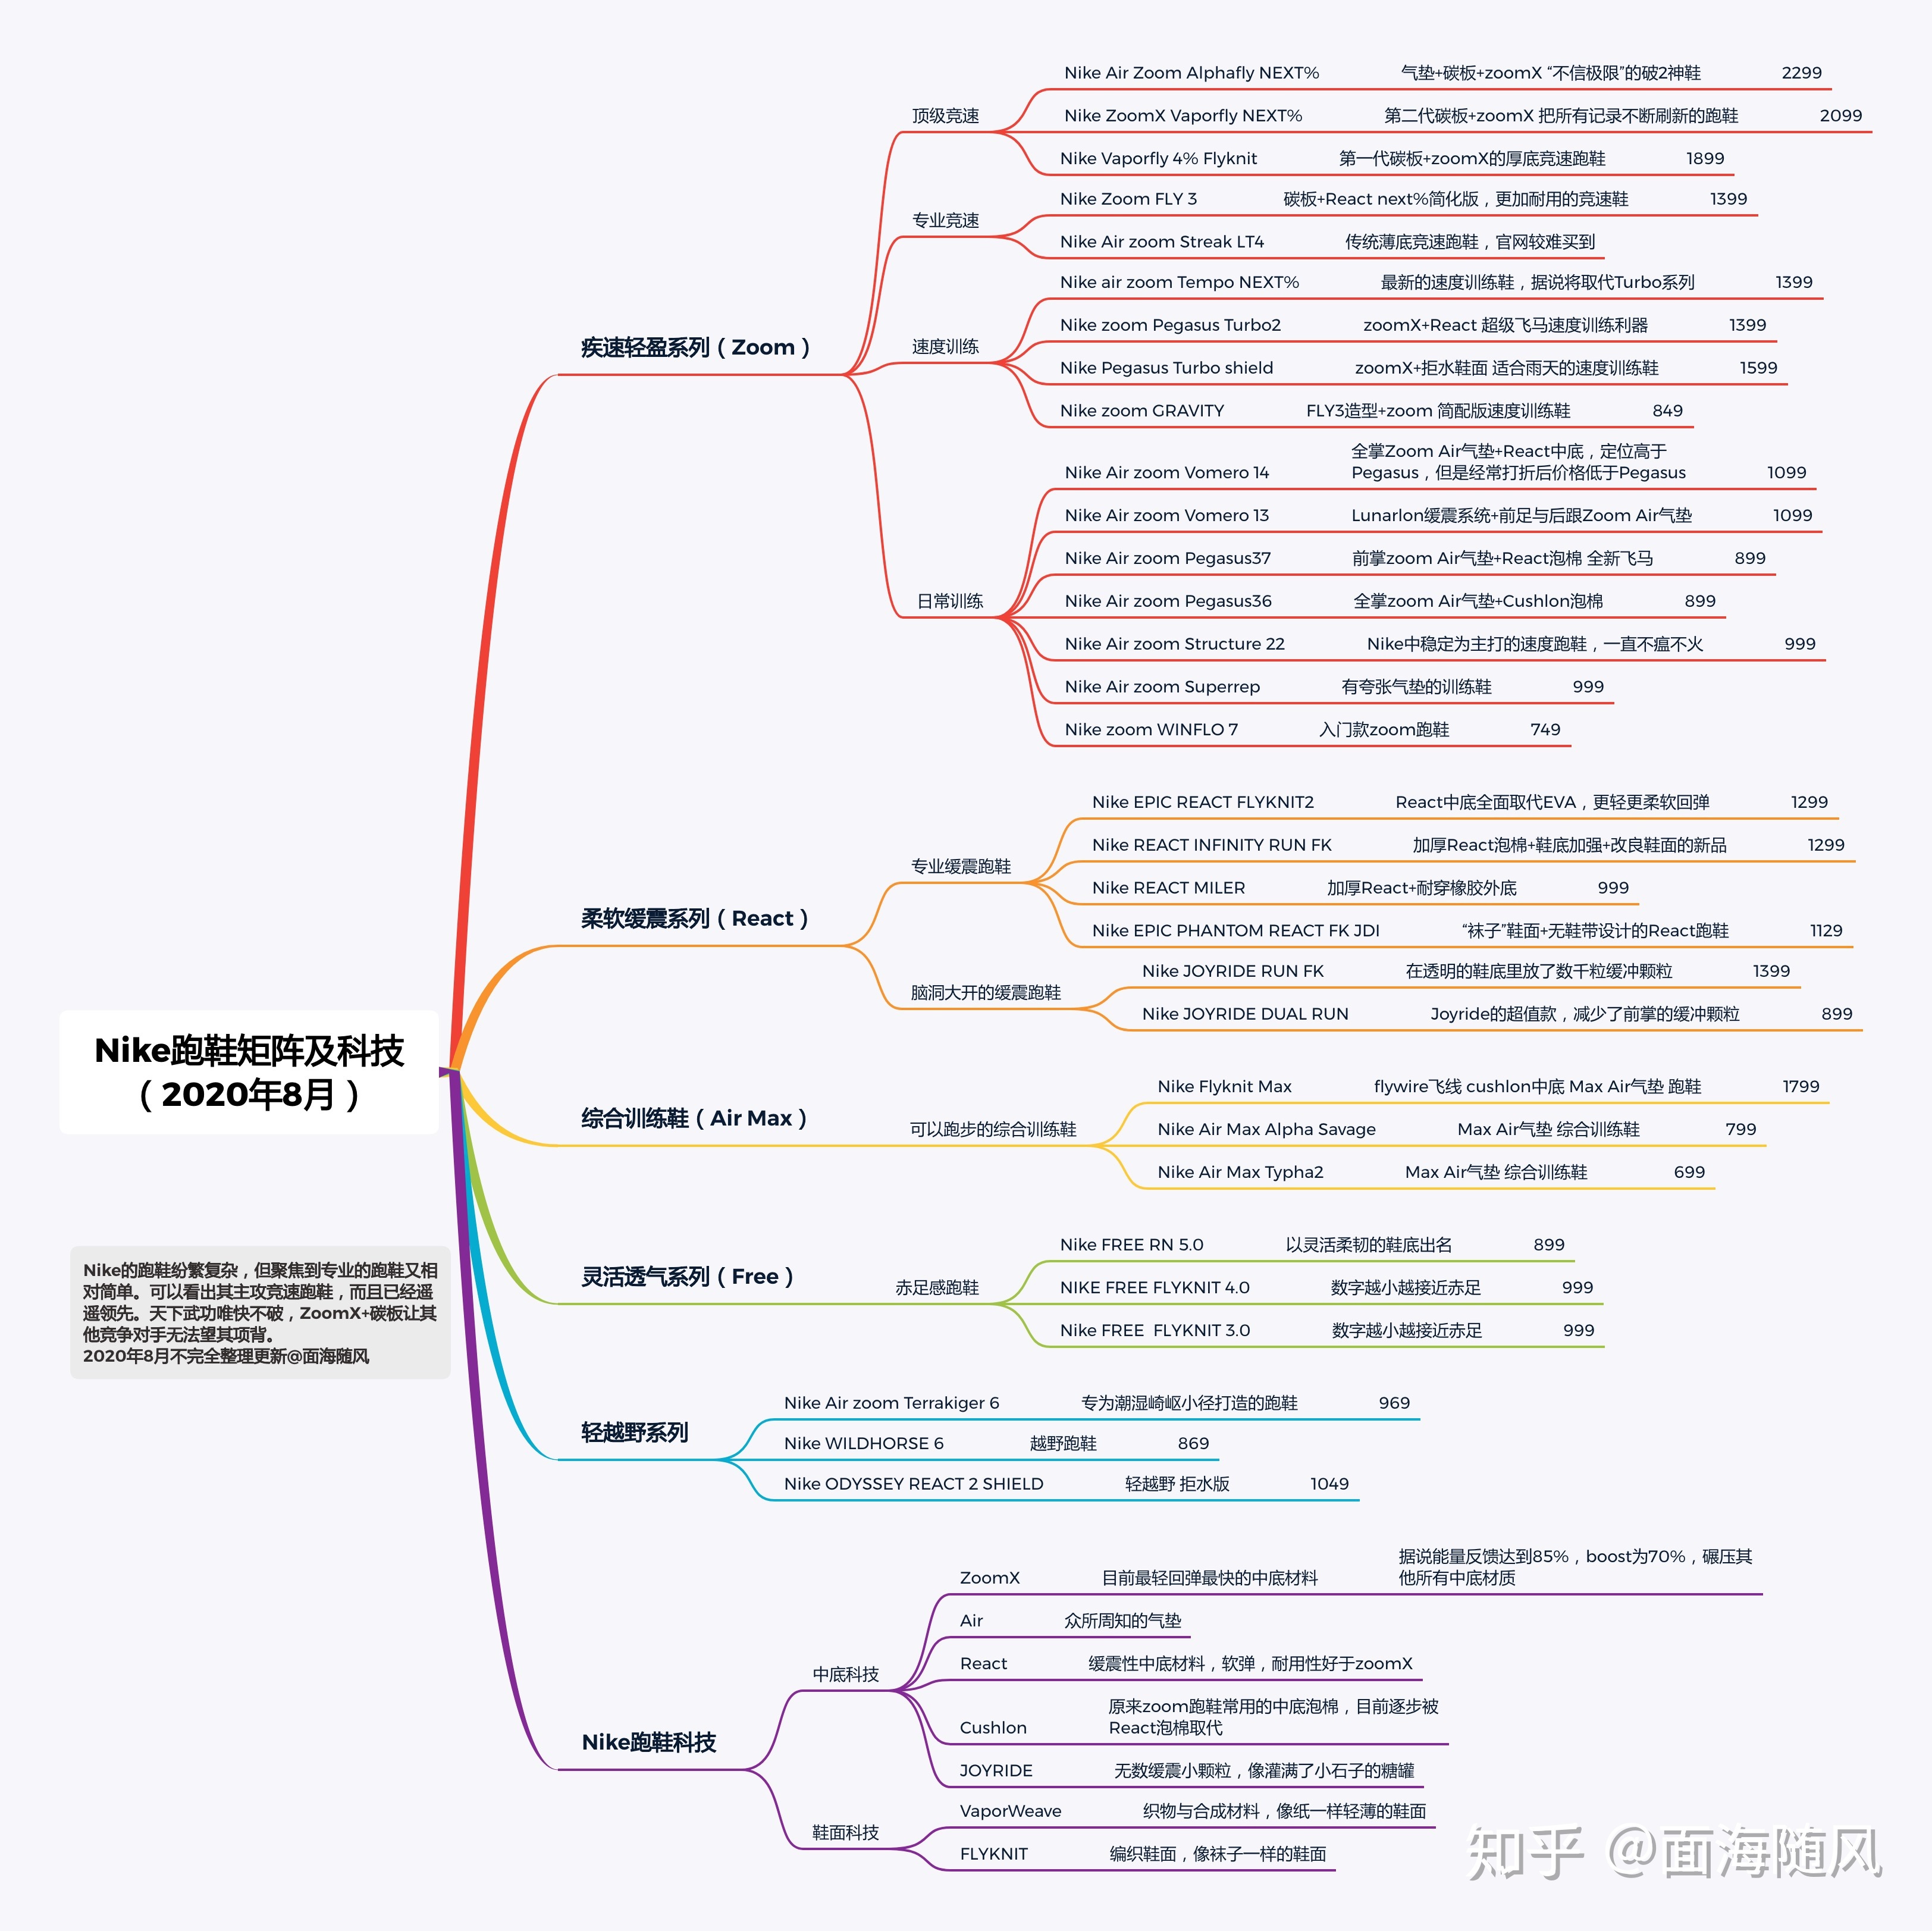 Nike跑鞋矩阵及科技
（2020年8月）
Nike的跑鞋纷繁复杂，但聚焦到专业的跑鞋又相
对简单。可以看出其主攻竞速跑鞋，而且已经遥
遥领先。天下武功唯快不破，ZoomX+碳板让其
他竞争对手无法望其项背。
2020年8月不完全整理更新@面海随风
疾速轻盈系列（Zoom）
顶级竞速
Nike Air Zoom Alphafly NEXT% 气垫+碳板+zoomX “不信极限”的破2神鞋 2299
Nike ZoomX Vaporfly NEXT% 第二代碳板+zoomX 把所有记录不断刷新的跑鞋 2099
Nike Vaporfly 4% Flyknit 第一代碳板+zoomX的厚底竞速跑鞋 1899
专业竞速
Nike Zoom FLY 3 碳板+React next%简化版，更加耐用的竞速鞋 1399
Nike Air zoom Streak LT4 传统薄底竞速跑鞋，官网较难买到
速度训练
Nike air zoom Tempo NEXT% 最新的速度训练鞋，据说将取代Turbo系列 1399
Nike zoom Pegasus Turbo2 zoomX+React 超级飞马速度训练利器 1399
Nike Pegasus Turbo shield zoomX+拒水鞋面 适合雨天的速度训练鞋 1599
Nike zoom GRAVITY FLY3造型+zoom 简配版速度训练鞋 849
日常训练
全掌Zoom Air气垫+React中底，定位高于
Nike Air zoom Vomero 14 Pegasus，但是经常打折后价格低于Pegasus 1099
Nike Air zoom Vomero 13 Lunarlon缓震系统+前足与后跟Zoom Air气垫 1099
Nike Air zoom Pegasus37 前掌zoom Air气垫+React泡棉 全新飞马 899
Nike Air zoom Pegasus36 全掌zoom Air气垫+Cushlon泡棉 899
Nike Air zoom Structure 22 Nike中稳定为主打的速度跑鞋，一直不瘟不火 999
Nike Air zoom Superrep 有夸张气垫的训练鞋 999
Nike zoom WINFLO 7 入门款zoom跑鞋 749
柔软缓震系列（React）
专业缓震跑鞋
Nike EPIC REACT FLYKNIT2 React中底全面取代EVA，更轻更柔软回弹 1299
Nike REACT INFINITY RUN FK 加厚React泡棉+鞋底加强+改良鞋面的新品 1299
Nike REACT MILER 加厚React+耐穿橡胶外底 999
Nike EPIC PHANTOM REACT FK JDI “袜子”鞋面+无鞋带设计的React跑鞋 1129
脑洞大开的缓震跑鞋
Nike JOYRIDE RUN FK 在透明的鞋底里放了数千粒缓冲颗粒 1399
Nike JOYRIDE DUAL RUN Joyride的超值款，减少了前掌的缓冲颗粒 899
综合训练鞋（Air Max）
可以跑步的综合训练鞋
Nike Flyknit Max flywire飞线 cushlon中底 Max Air气垫 跑鞋 1799
Nike Air Max Alpha Savage Max Air气垫 综合训练鞋 799
Nike Air Max Typha2 Max Air气垫 综合训练鞋 699
灵活透气系列（Free）
赤足感跑鞋
Nike FREE RN 5.0 以灵活柔韧的鞋底出名 899
NIKE FREE FLYKNIT 4.0 数字越小越接近赤足 999
Nike FREE  FLYKNIT 3.0 数字越小越接近赤足 999
轻越野系列
Nike Air zoom Terrakiger 6 专为潮湿崎岖小径打造的跑鞋 969
Nike WILDHORSE 6 越野跑鞋 869
Nike ODYSSEY REACT 2 SHIELD 轻越野 拒水版 1049
Nike跑鞋科技
中底科技
据说能量反馈达到85%，boost为70%，碾压其
ZoomX 目前最轻回弹最快的中底材料 他所有中底材质
Air 众所周知的气垫
React 缓震性中底材料，软弹，耐用性好于zoomX
原来zoom跑鞋常用的中底泡棉，目前逐步被
Cushlon React泡棉取代
JOYRIDE 无数缓震小颗粒，像灌满了小石子的糖罐
鞋面科技
VaporWeave 织物与合成材料，像纸一样轻薄的鞋面
FLYKNIT 编织鞋面，像袜子一样的鞋面
知乎 @面海随风